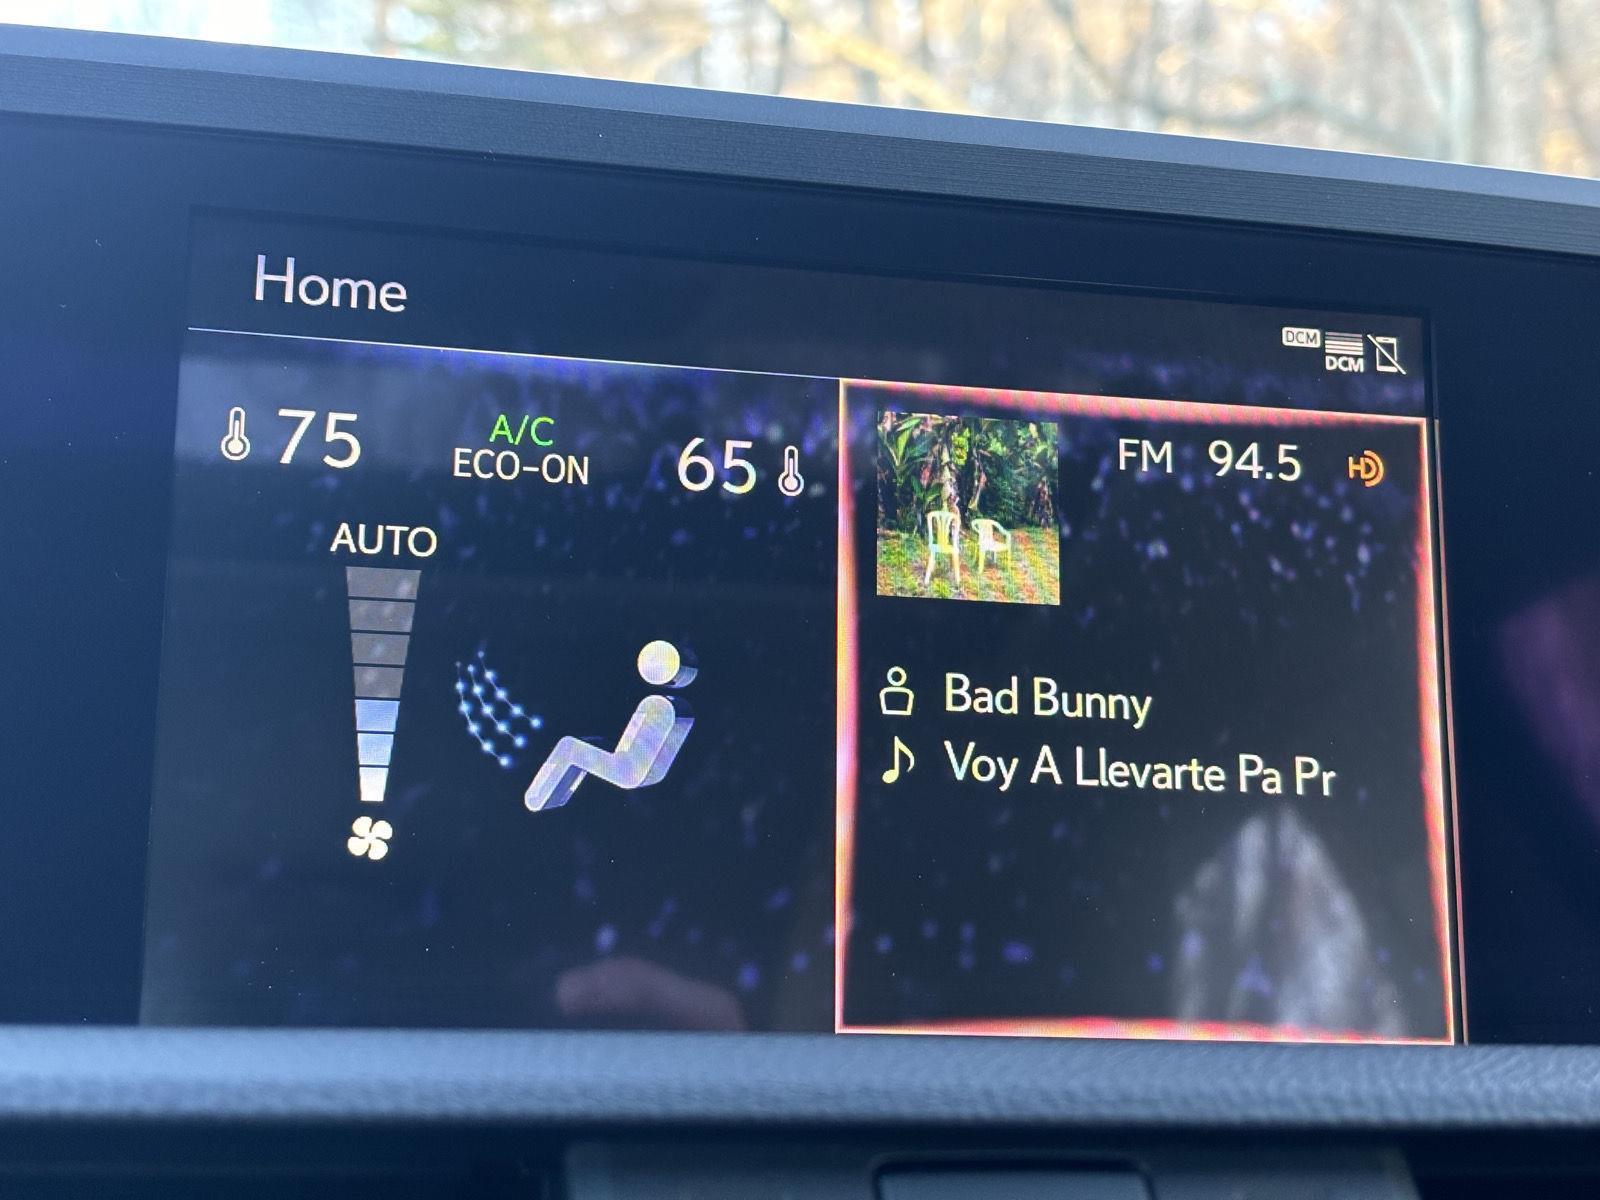 Home
DCM
DCM
75
A/C
ECO-ON
65
AUTO
FM 94.5 HD
Bad Bunny
Voy A Llevarte Pa Pr